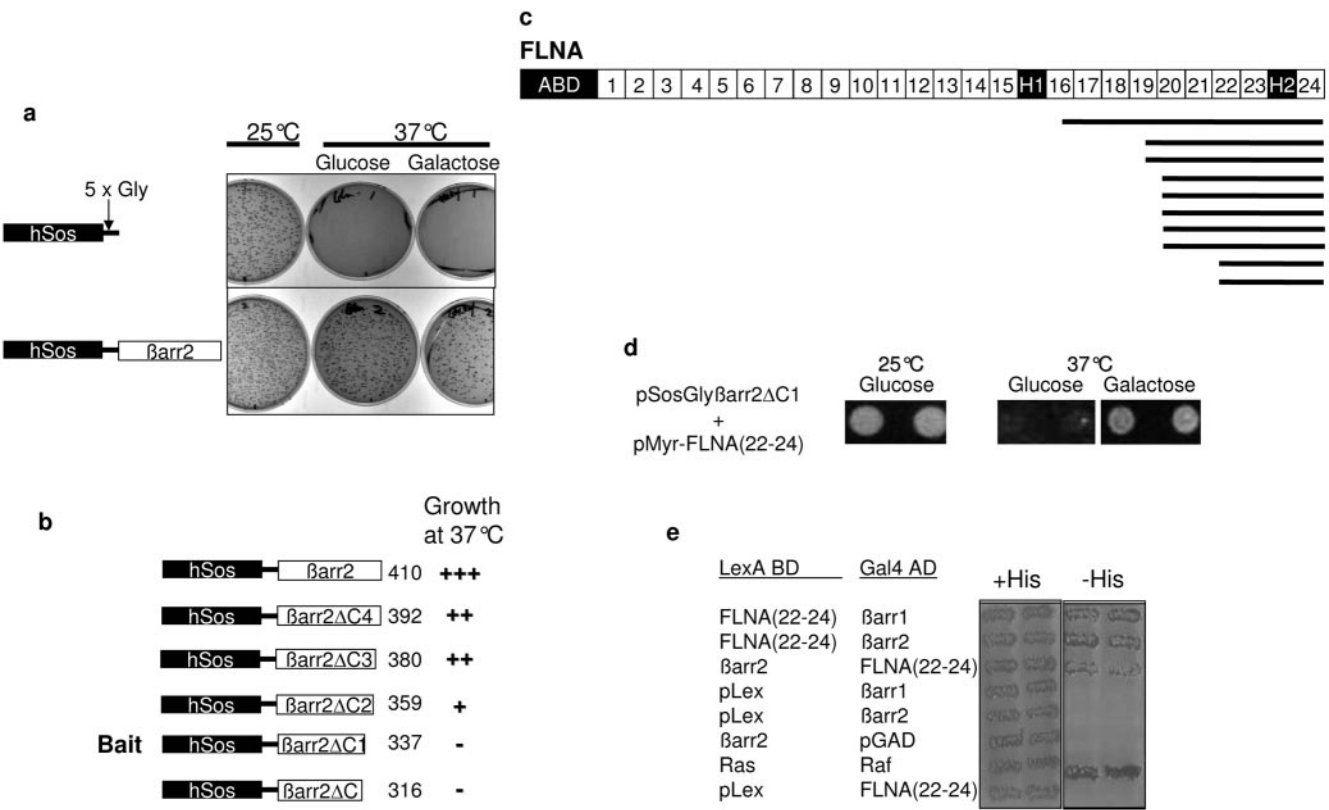 a
25°C 37°C
Glucose Galactose
5 x Gly
hSos
hSos ßarr2
b
Growth
at 37°C
hSos ßarr2 410 +++
hSos ßarr2ΔC4 392 ++
hSos ßarr2ΔC3 380 ++
hSos ßarr2ΔC2 359 +
Bait hSos ßarr2ΔC1 337 -
hSos ßarr2ΔC 316 -
c
FLNA
ABD 1 2 3 4 5 6 7 8 9 10 11 12 13 14 15 H1 16 17 18 19 20 21 22 23 H2 24
d
25°C 37°C
Glucose Glucose Galactose
pSosGlyßarr2ΔC1
+
pMyr-FLNA(22-24)
e
LexA BD Gal4 AD +His -His
FLNA(22-24) ßarr1
FLNA(22-24) ßarr2
ßarr2 FLNA(22-24)
pLex ßarr1
pLex ßarr2
ßarr2 pGAD
Ras Raf
pLex FLNA(22-24)